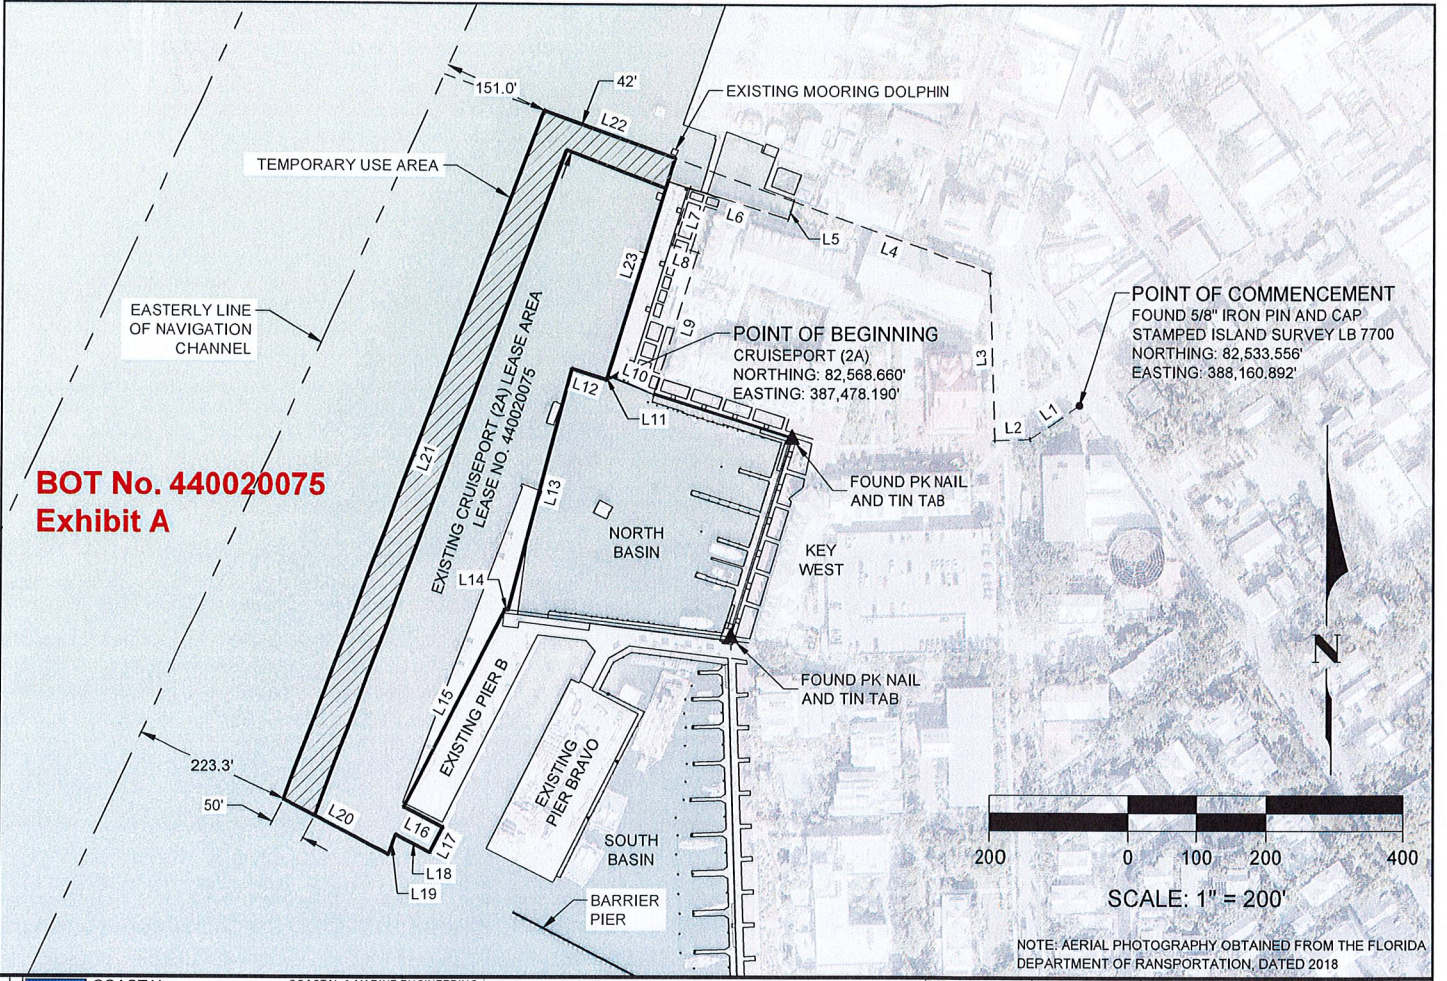 151.0'
42'
L22
EXISTING MOORING DOLPHIN
TEMPORARY USE AREA
L7
L6
L5
L4
L8
L23
EASTERLY LINE
OF NAVIGATION
CHANNEL
L9
POINT OF BEGINNING
CRUISEPORT (2A)
NORTHING: 82,568.660'
EASTING: 387,478.190'
POINT OF COMMENCEMENT
FOUND 5/8" IRON PIN AND CAP
STAMPED ISLAND SURVEY LB 7700
NORTHING: 82,533.556'
EASTING: 388,160.892'
L3
L10
L12
L11
L1
L2
EXISTING CRUISEPORT (2A) LEASE AREA
LEASE NO. 440020075
L21
BOT No. 440020075
Exhibit A
L13
FOUND PK NAIL
AND TIN TAB
NORTH
BASIN
KEY
WEST
L14
N
FOUND PK NAIL
AND TIN TAB
L15
EXISTING PIER B
EXISTING
PIER BRAVO
223.3'
50'
L20
L16
L17
L18
L19
SOUTH
BASIN
BARRIER
PIER
200
0
100
200
400
SCALE: 1" = 200'
NOTE: AERIAL PHOTOGRAPHY OBTAINED FROM THE FLORIDA
DEPARTMENT OF RANSPORTATION, DATED 2018
COASTAL
COASTAL & MARINE ENGINEERING